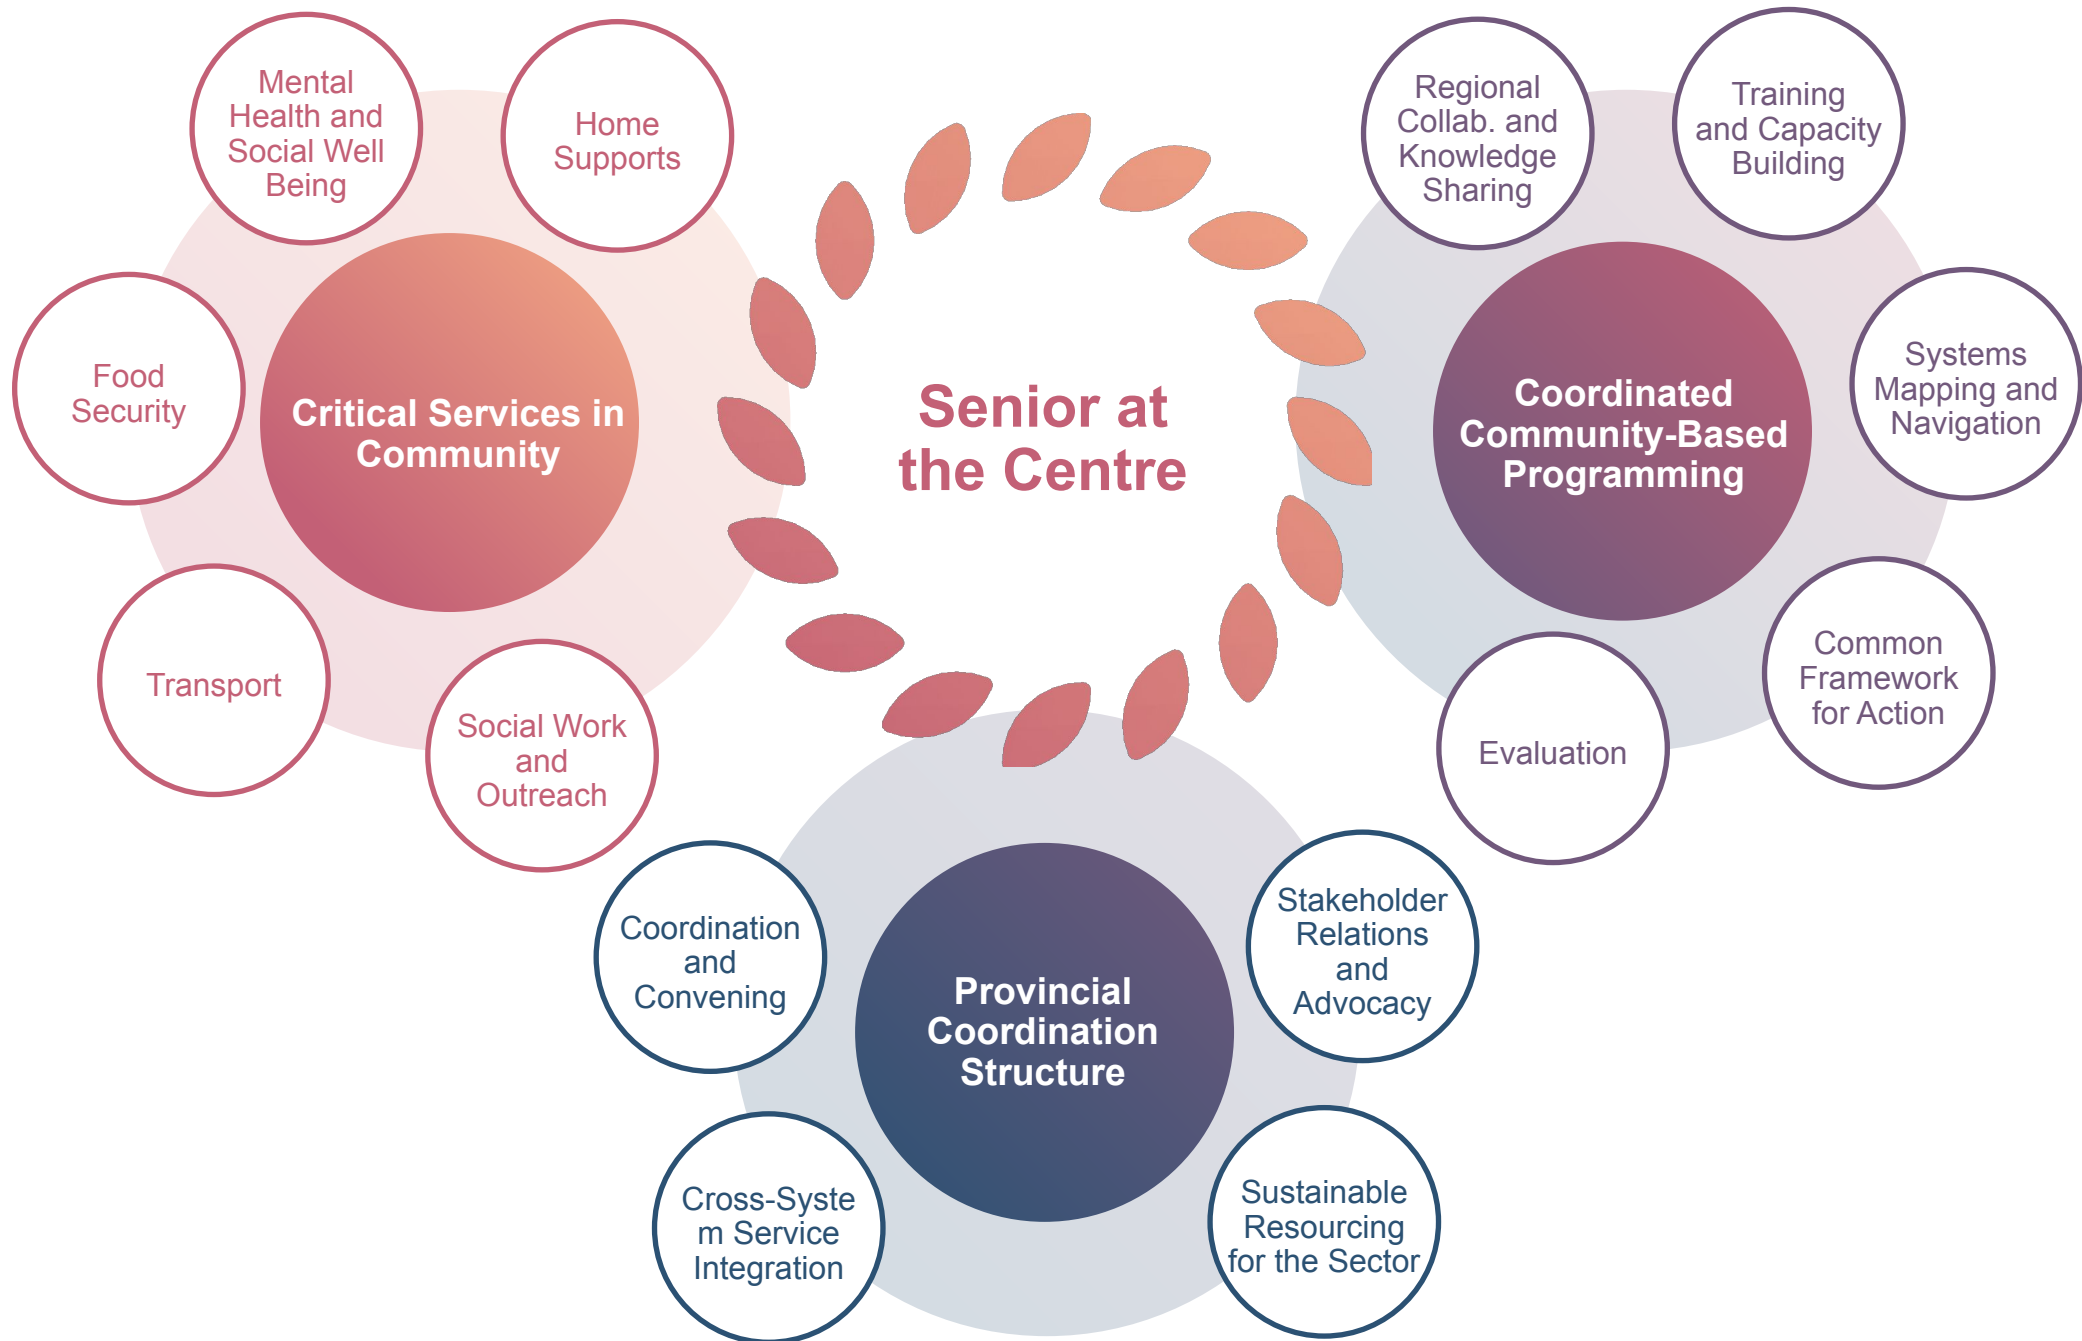 Mental
Health and
Social Well
Being
Home
Supports
Food
Security
Critical Services in
Community
Transport
Social Work
and
Outreach
Senior at
the Centre
Regional
Collab. and
Knowledge
Sharing
Training
and Capacity
Building
Systems
Mapping and
Navigation
Coordinated
Community-Based
Programming
Common
Framework
for Action
Evaluation
Coordination
and
Convening
Stakeholder
Relations
and
Advocacy
Provincial
Coordination
Structure
Cross-Syste
m Service
Integration
Sustainable
Resourcing
for the Sector